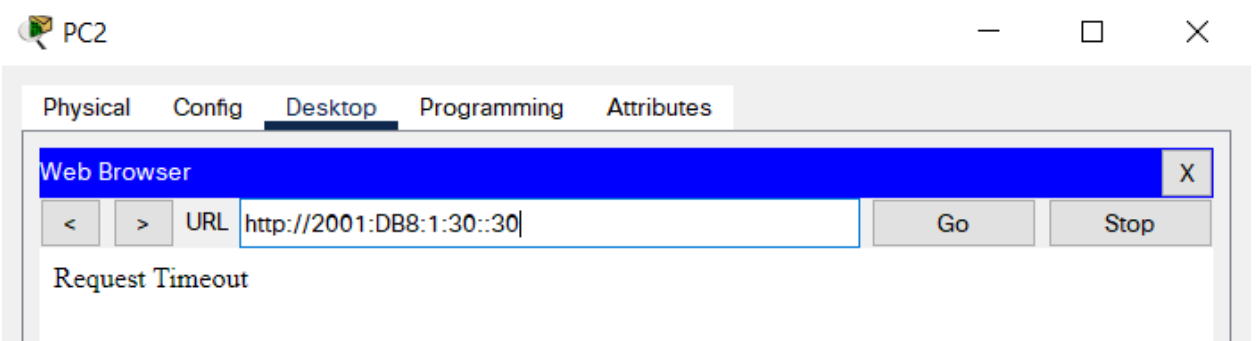 PC2
Physical Config Desktop Programming Attributes
Web Browser X
< > URL http://2001:DB8:1:30::30 Go Stop
Request Timeout